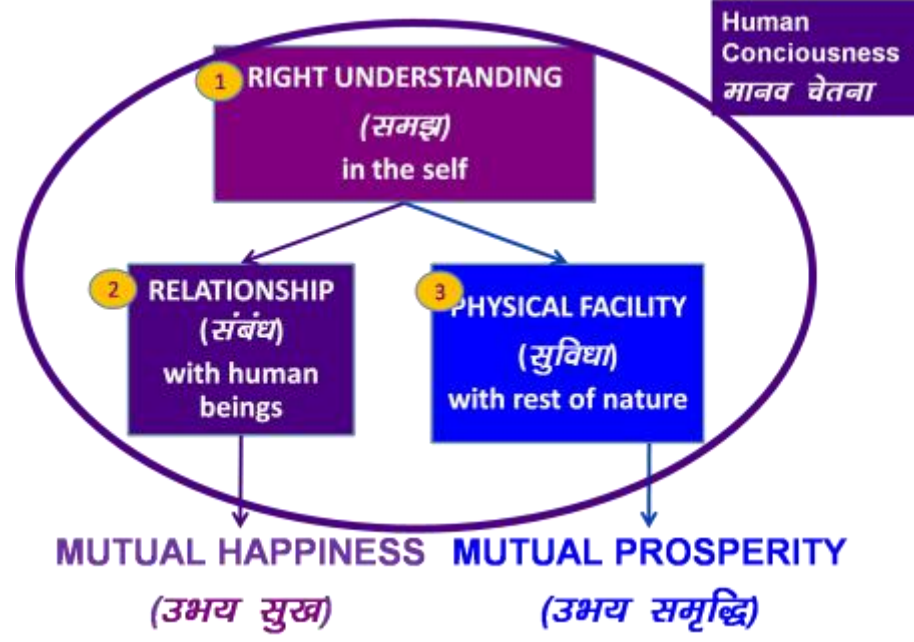 Human
Conciousness
मानव चेतना
1
RIGHT UNDERSTANDING
(समझ)
in the self
2
RELATIONSHIP
(संबंध)
with human
beings
3
PHYSICAL FACILITY
(सुविधा)
with rest of nature
MUTUAL HAPPINESS
(उभय सुख)
MUTUAL PROSPERITY
(उभय समृद्धि)